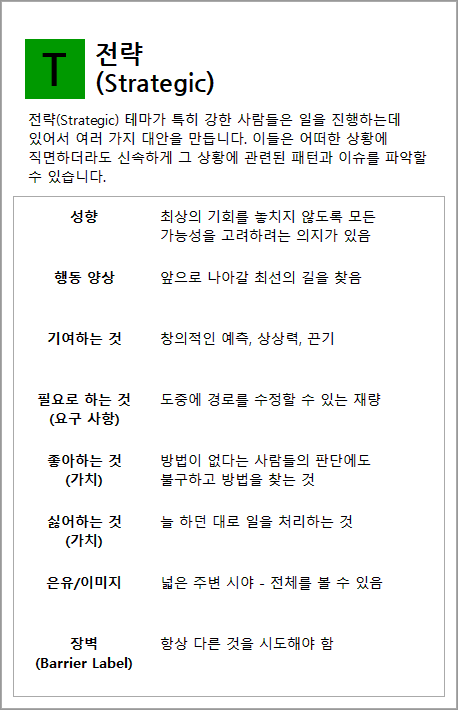 T
전략
(Strategic)
전략(Strategic) 테마가 특히 강한 사람들은 일을 진행하는데
있어서 여러 가지 대안을 만듭니다. 이들은 어떠한 상황에
직면하더라도 신속하게 그 상황에 관련된 패턴과 이슈를 파악할
수 있습니다.
성향
최상의 기회를 놓치지 않도록 모든
가능성을 고려하려는 의지가 있음
행동 양상
앞으로 나아갈 최선의 길을 찾음
기여하는 것
창의적인 예측, 상상력, 끈기
필요로 하는 것
(요구 사항)
도중에 경로를 수정할 수 있는 재량
좋아하는 것
(가치)
방법이 없다는 사람들의 판단에도
불구하고 방법을 찾는 것
싫어하는 것
(가치)
늘 하던 대로 일을 처리하는 것
은유/이미지
넓은 주변 시야 - 전체를 볼 수 있음
장벽
(Barrier Label)
항상 다른 것을 시도해야 함